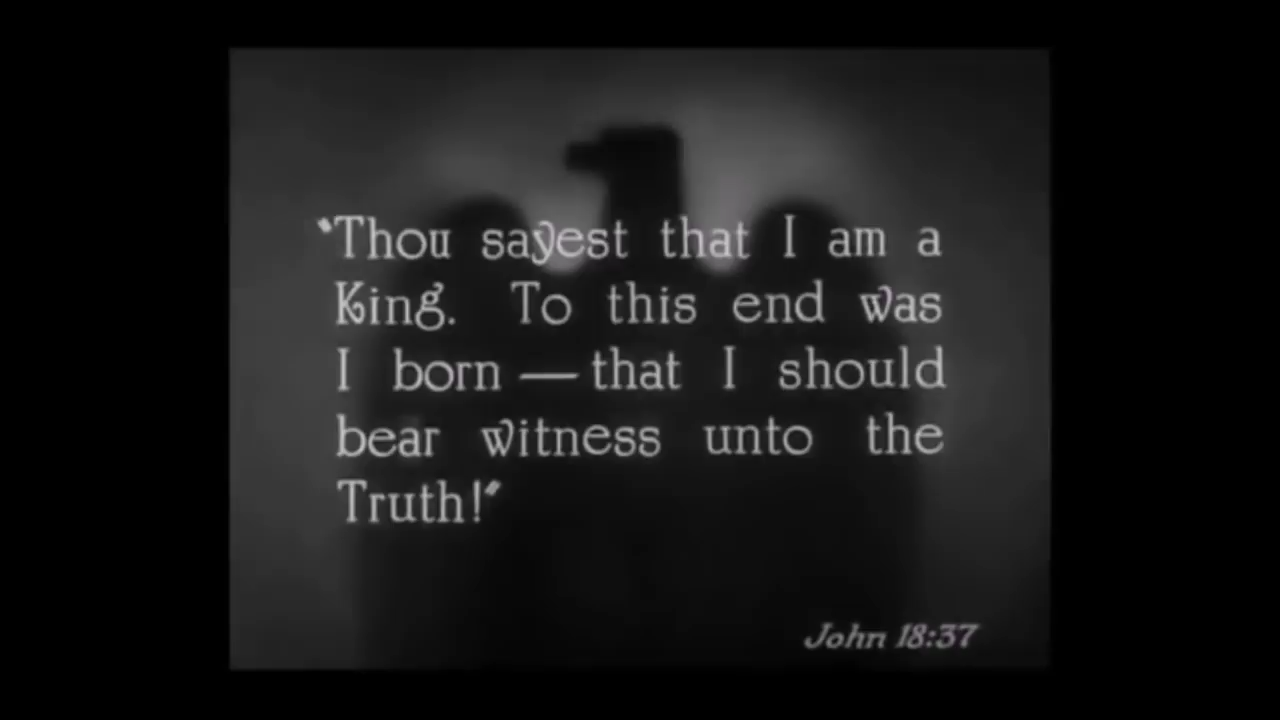 "Thou sayest that I am a
King. To this end was
I born — that I should
bear witness unto the
Truth!"
John 18:37